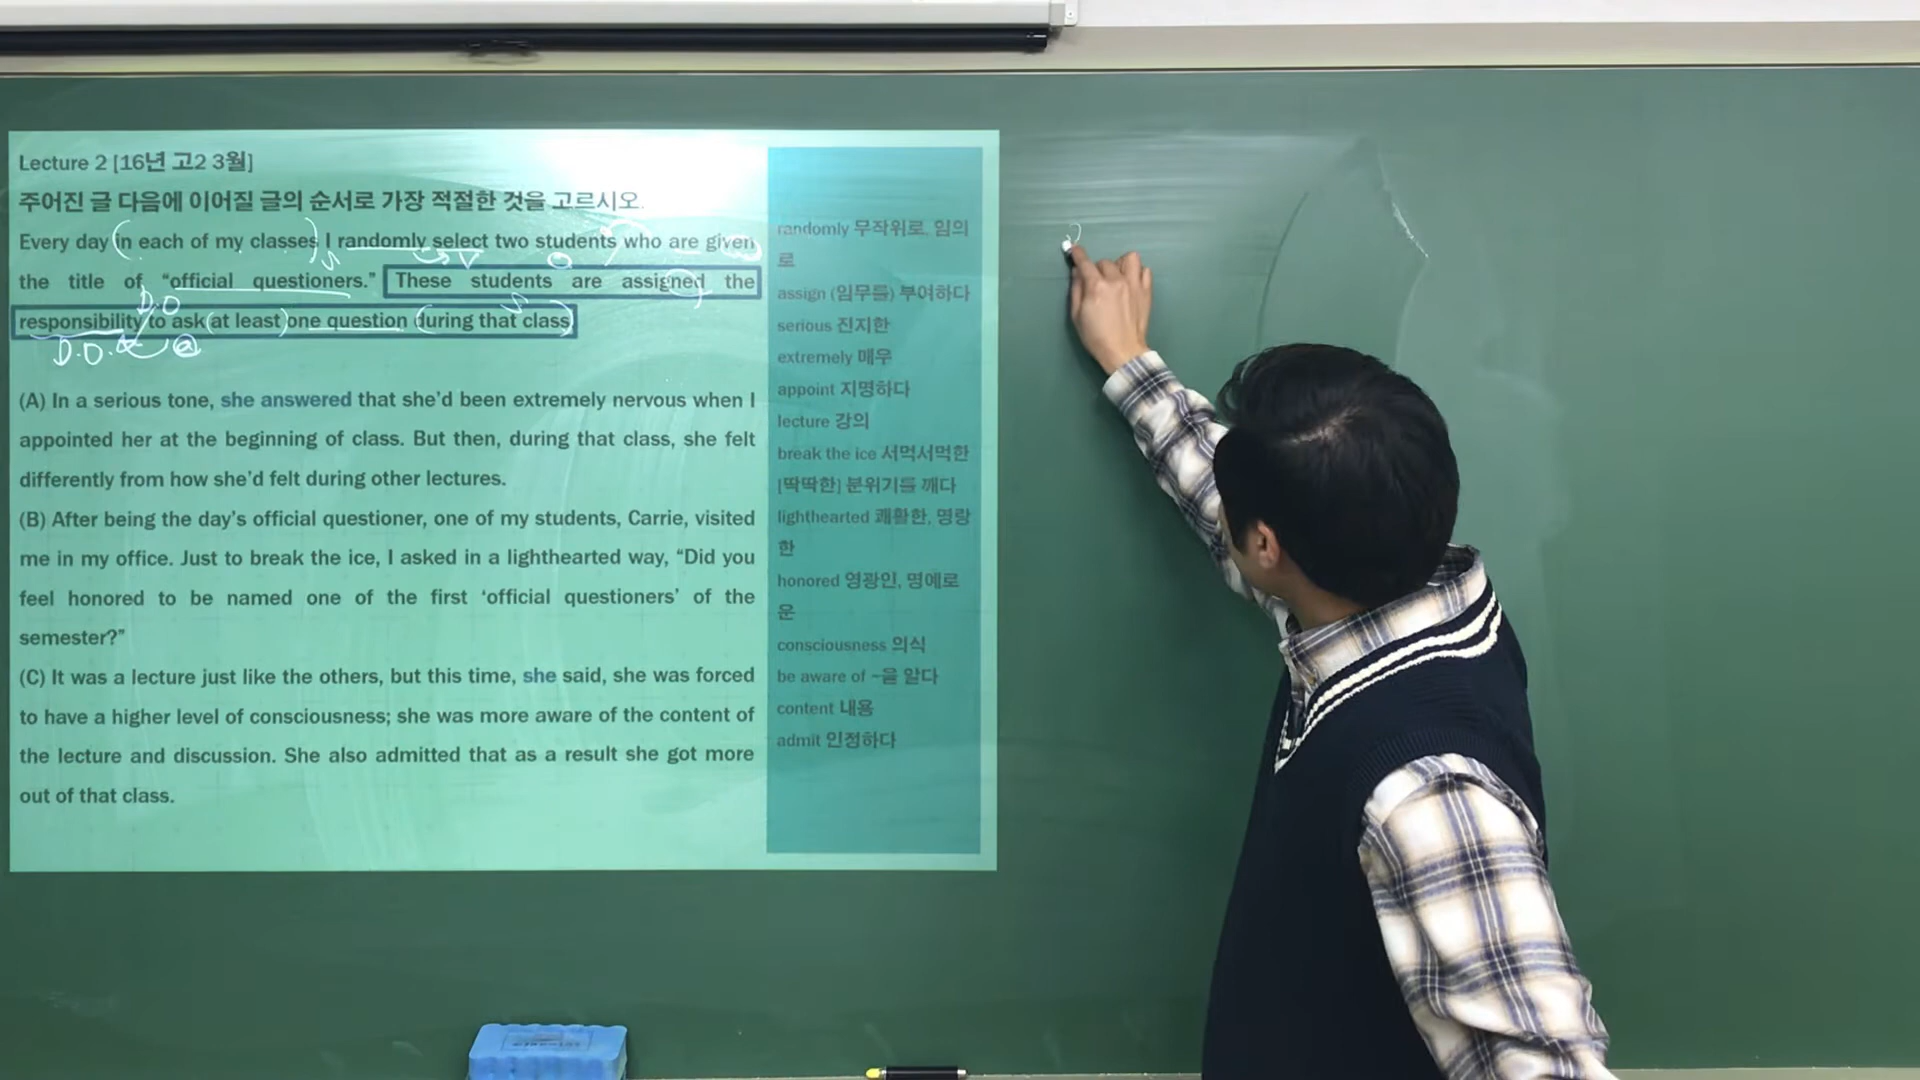 Lecture 2 [16년 고2 3월]
주어진 글 다음에 이어질 글의 순서로 가장 적절한 것을 고르시오.
Every day in each of my classes I randomly select two students who are given
the title of “official questioners.” These students are assigned the
responsibility to ask at least one question during that class.
D.O
D.O.
(A) In a serious tone, she answered that she’d been extremely nervous when I
appointed her at the beginning of class. But then, during that class, she felt
differently from how she’d felt during other lectures.
(B) After being the day’s official questioner, one of my students, Carrie, visited
me in my office. Just to break the ice, I asked in a lighthearted way, “Did you
feel honored to be named one of the first ‘official questioners’ of the
semester?”
(C) It was a lecture just like the others, but this time, she said, she was forced
to have a higher level of consciousness; she was more aware of the content of
the lecture and discussion. She also admitted that as a result she got more
out of that class.
randomly 무작위로, 임의
로
assign (임무를) 부여하다
serious 진지한
extremely 매우
appoint 지명하다
lecture 강의
break the ice 서먹서먹한
[딱딱한] 분위기를 깨다
lighthearted 쾌활한, 명랑
한
honored 영광인, 명예로
운
consciousness 의식
be aware of ~을 알다
content 내용
admit 인정하다